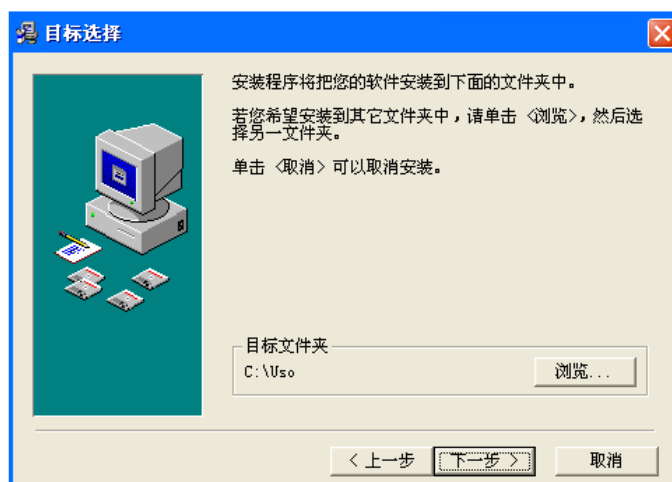 目标选择
安装程序将把您的软件安装到下面的文件夹中。
若您希望安装到其它文件夹中，请单击〈浏览〉，然后选
择另一文件夹。
单击〈取消〉可以取消安装。
目标文件夹
C:\Uso
浏览...
< 上一步
下一步 >
取消